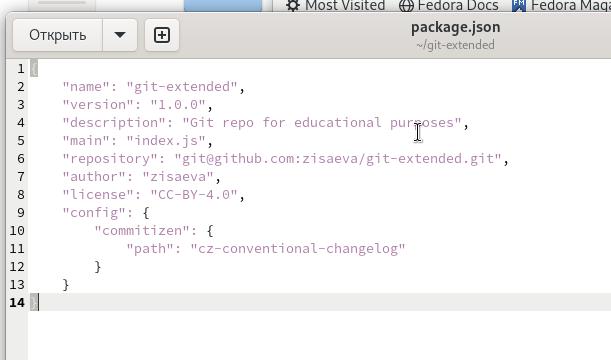 Most Visited Fedora Docs Fedora Maga
Открыть
package.json
~/git-extended
1 {
2 "name": "git-extended",
3 "version": "1.0.0",
4 "description": "Git repo for educational purposes",
5 "main": "index.js",
6 "repository": "git@github.com:zisaeva/git-extended.git",
7 "author": "zisaeva",
8 "license": "CC-BY-4.0",
9 "config": {
10 "commitizen": {
11 "path": "cz-conventional-changelog"
12 }
13 }
14 }